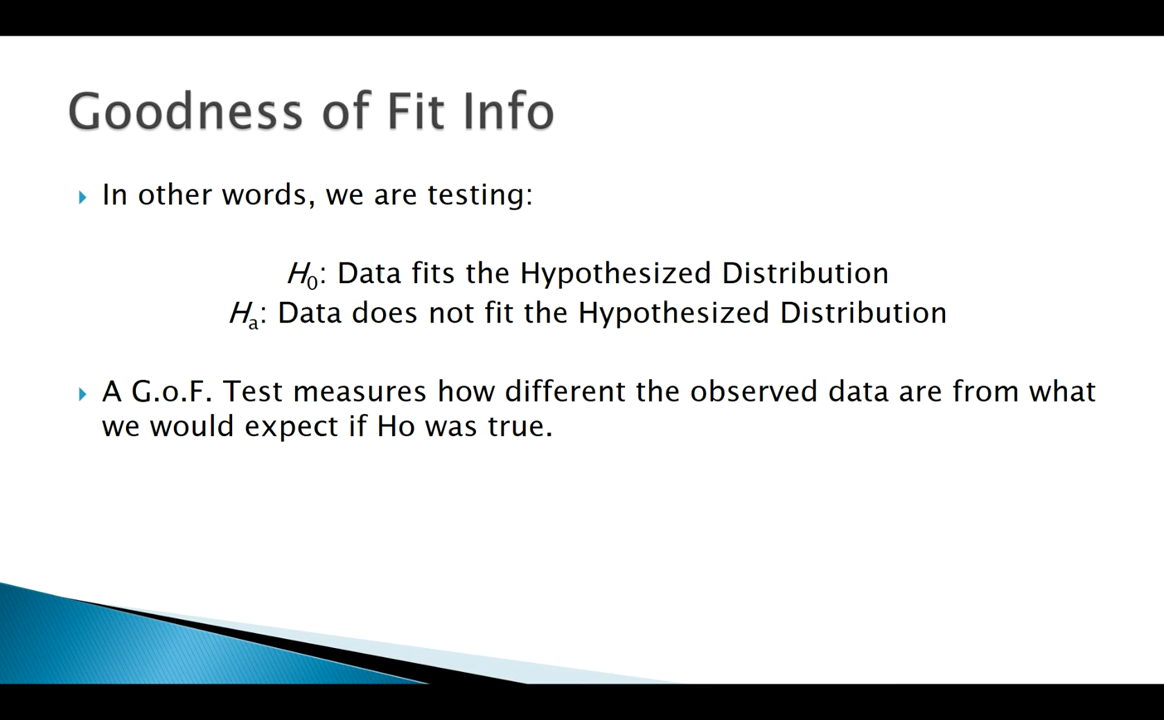 Goodness of Fit Info
In other words, we are testing:
H0: Data fits the Hypothesized Distribution
Ha: Data does not fit the Hypothesized Distribution
A G.o.F. Test measures how different the observed data are from what
we would expect if Ho was true.